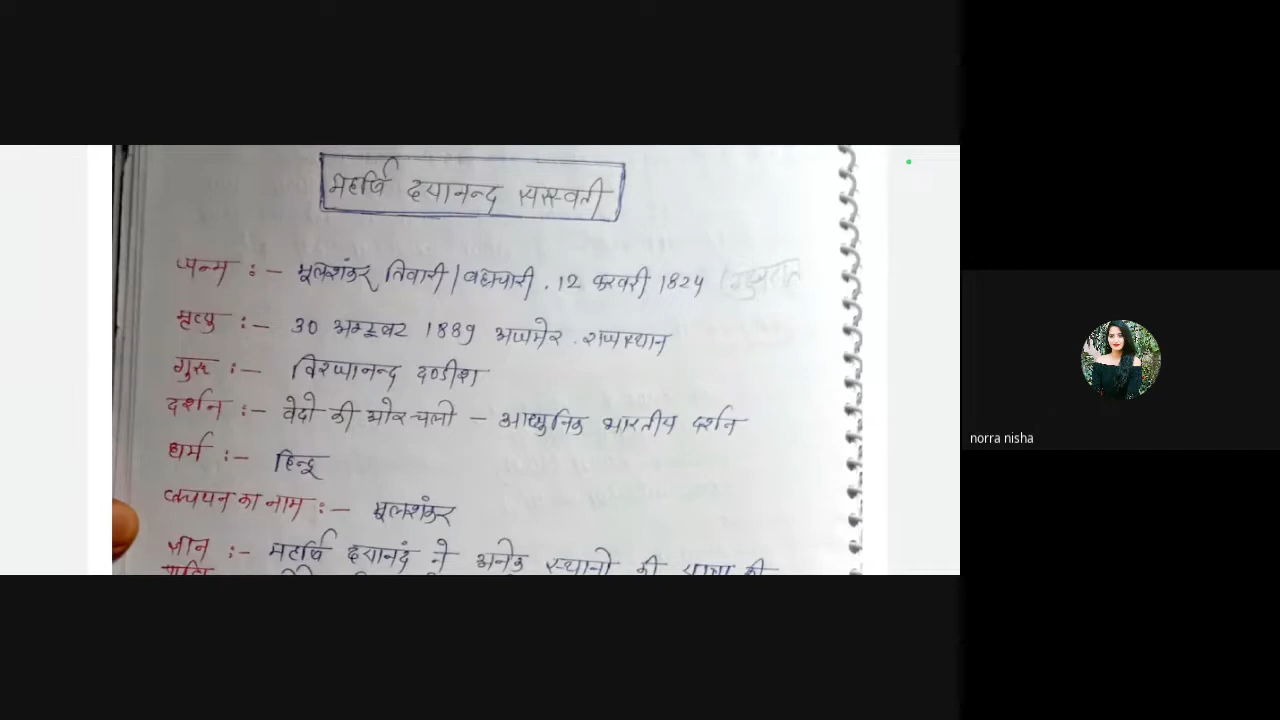 महर्षि दयानन्द सरस्वती
जन्म :- मूलशंकर तिवारी / ब्रह्मचारी . 12 फरवरी 1824 (गुजरात
मृत्यु :- 30 अक्टूबर 1889 अजमेर . राजस्थान
गुरु :- विरजानन्द दण्डीश
दर्शन :- वेदो की ओर चलो - आधुनिक भारतीय दर्शन
धर्म :- हिन्दू
बचपन का नाम :- मूलशंकर
ज्ञान :- महर्षि दयानंद ने अनेक स्थानो की यात्रा की
norra nisha